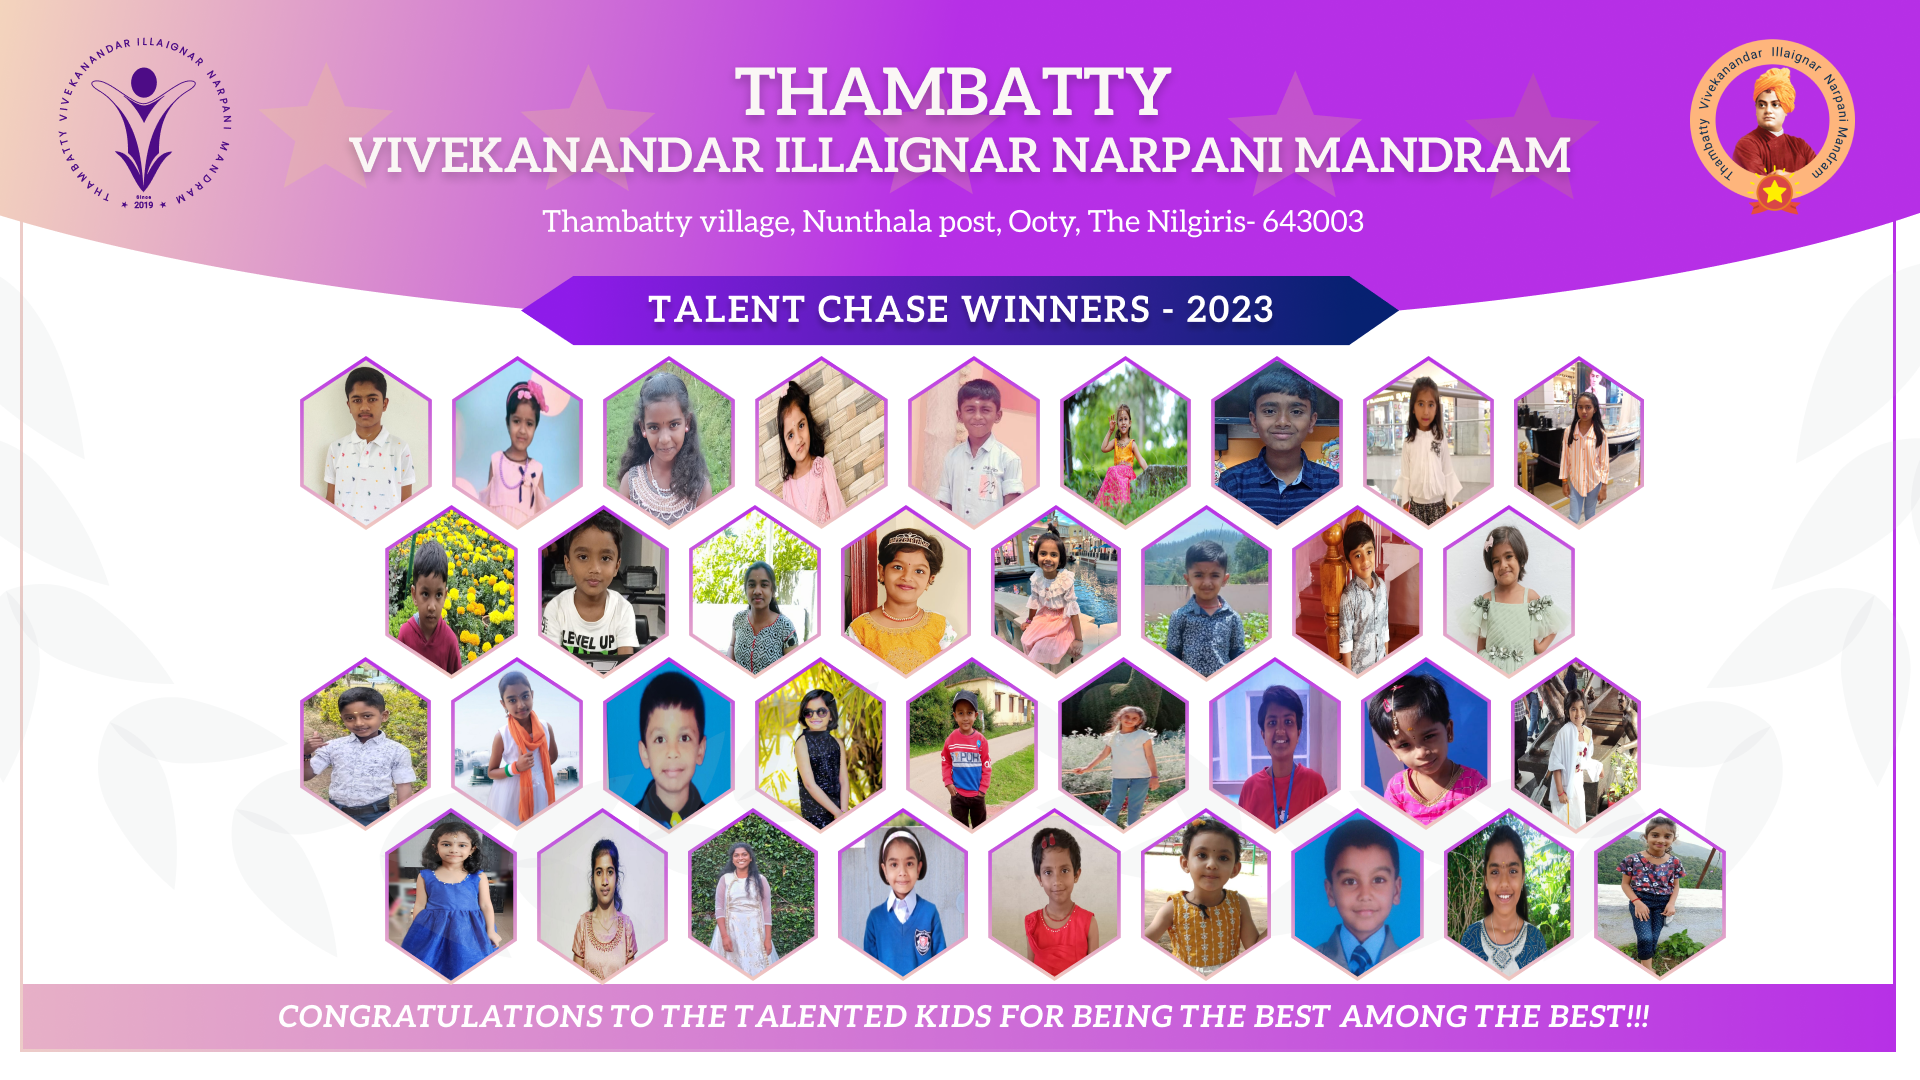 THAMBATTY VIVEKANANDAR ILLAIGNAR NARPANI MANDRAM
Since
2019
THAMBATTY
VIVEKANANDAR ILLAIGNAR NARPANI MANDRAM
Thambatty village, Nunthala post, Ooty, The Nilgiris- 643003
Thambatty Vivekanandar Illaignar Narpani Mandram
TALENT CHASE WINNERS - 2023
LEVEL UP
CONGRATULATIONS TO THE TALENTED KIDS FOR BEING THE BEST AMONG THE BEST!!!